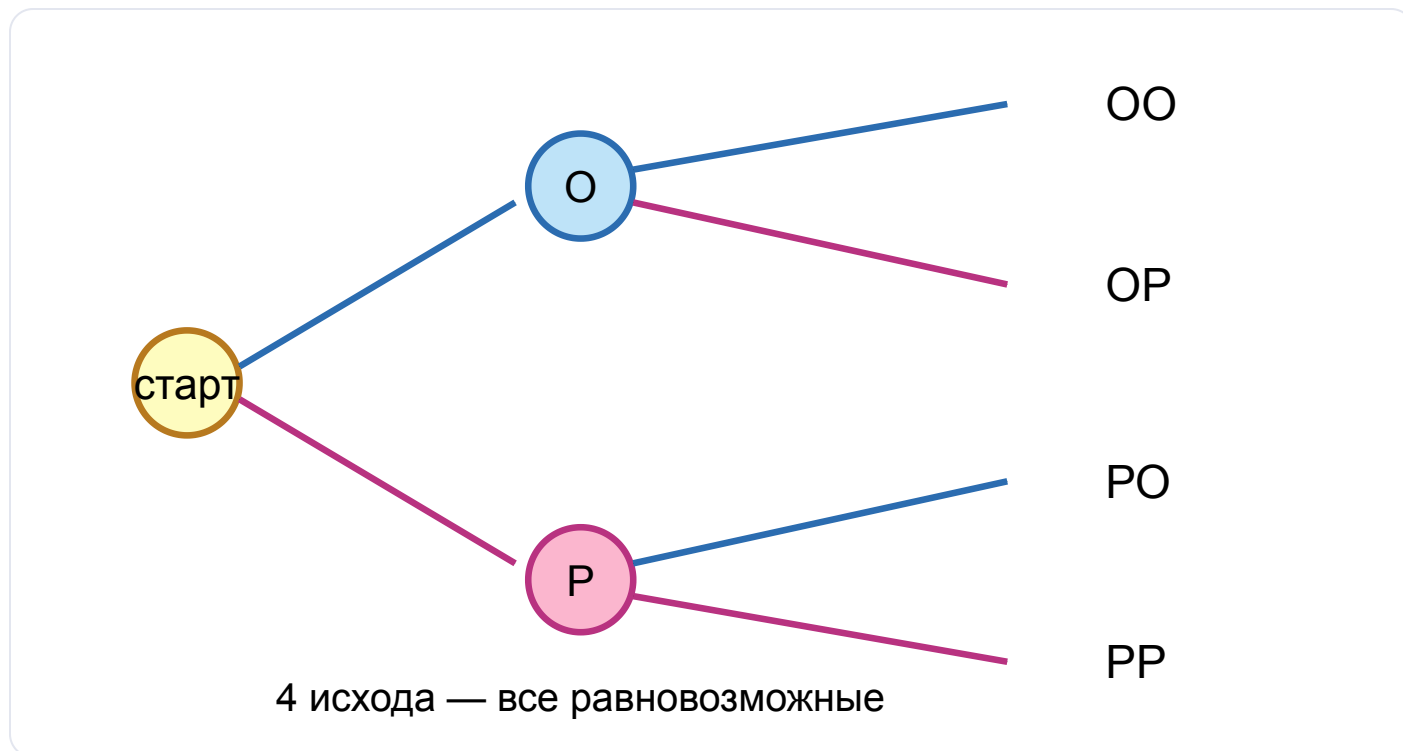 ОО
О
ОР
старт
РО
Р
РР
4 исхода — все равновозможные